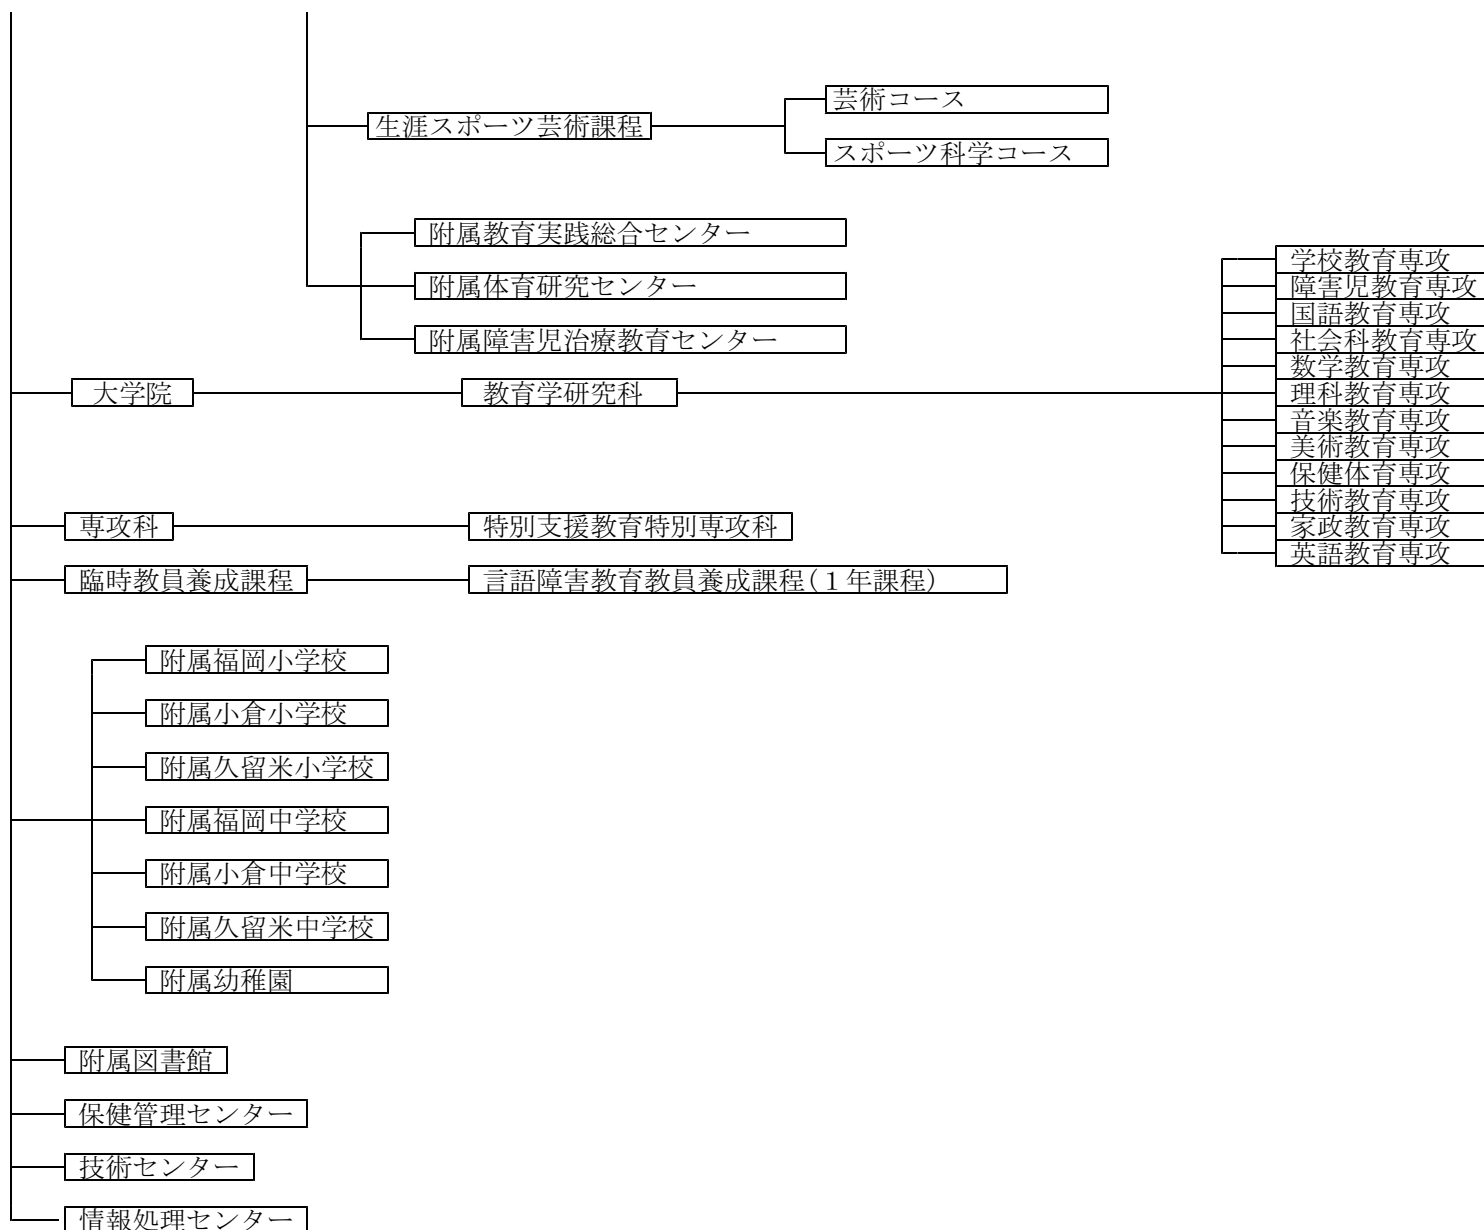 芸術コース
生涯スポーツ芸術課程
スポーツ科学コース
附属教育実践総合センター
附属体育研究センター
附属障害児治療教育センター
学校教育専攻
障害児教育専攻
国語教育専攻
社会科教育専攻
数学教育専攻
大学院
教育学研究科
理科教育専攻
音楽教育専攻
美術教育専攻
保健体育専攻
技術教育専攻
家政教育専攻
英語教育専攻
専攻科
特別支援教育特別専攻科
臨時教員養成課程
言語障害教育教員養成課程(1年課程)
附属福岡小学校
附属小倉小学校
附属久留米小学校
附属福岡中学校
附属小倉中学校
附属久留米中学校
附属幼稚園
附属図書館
保健管理センター
技術センター
情報処理センター